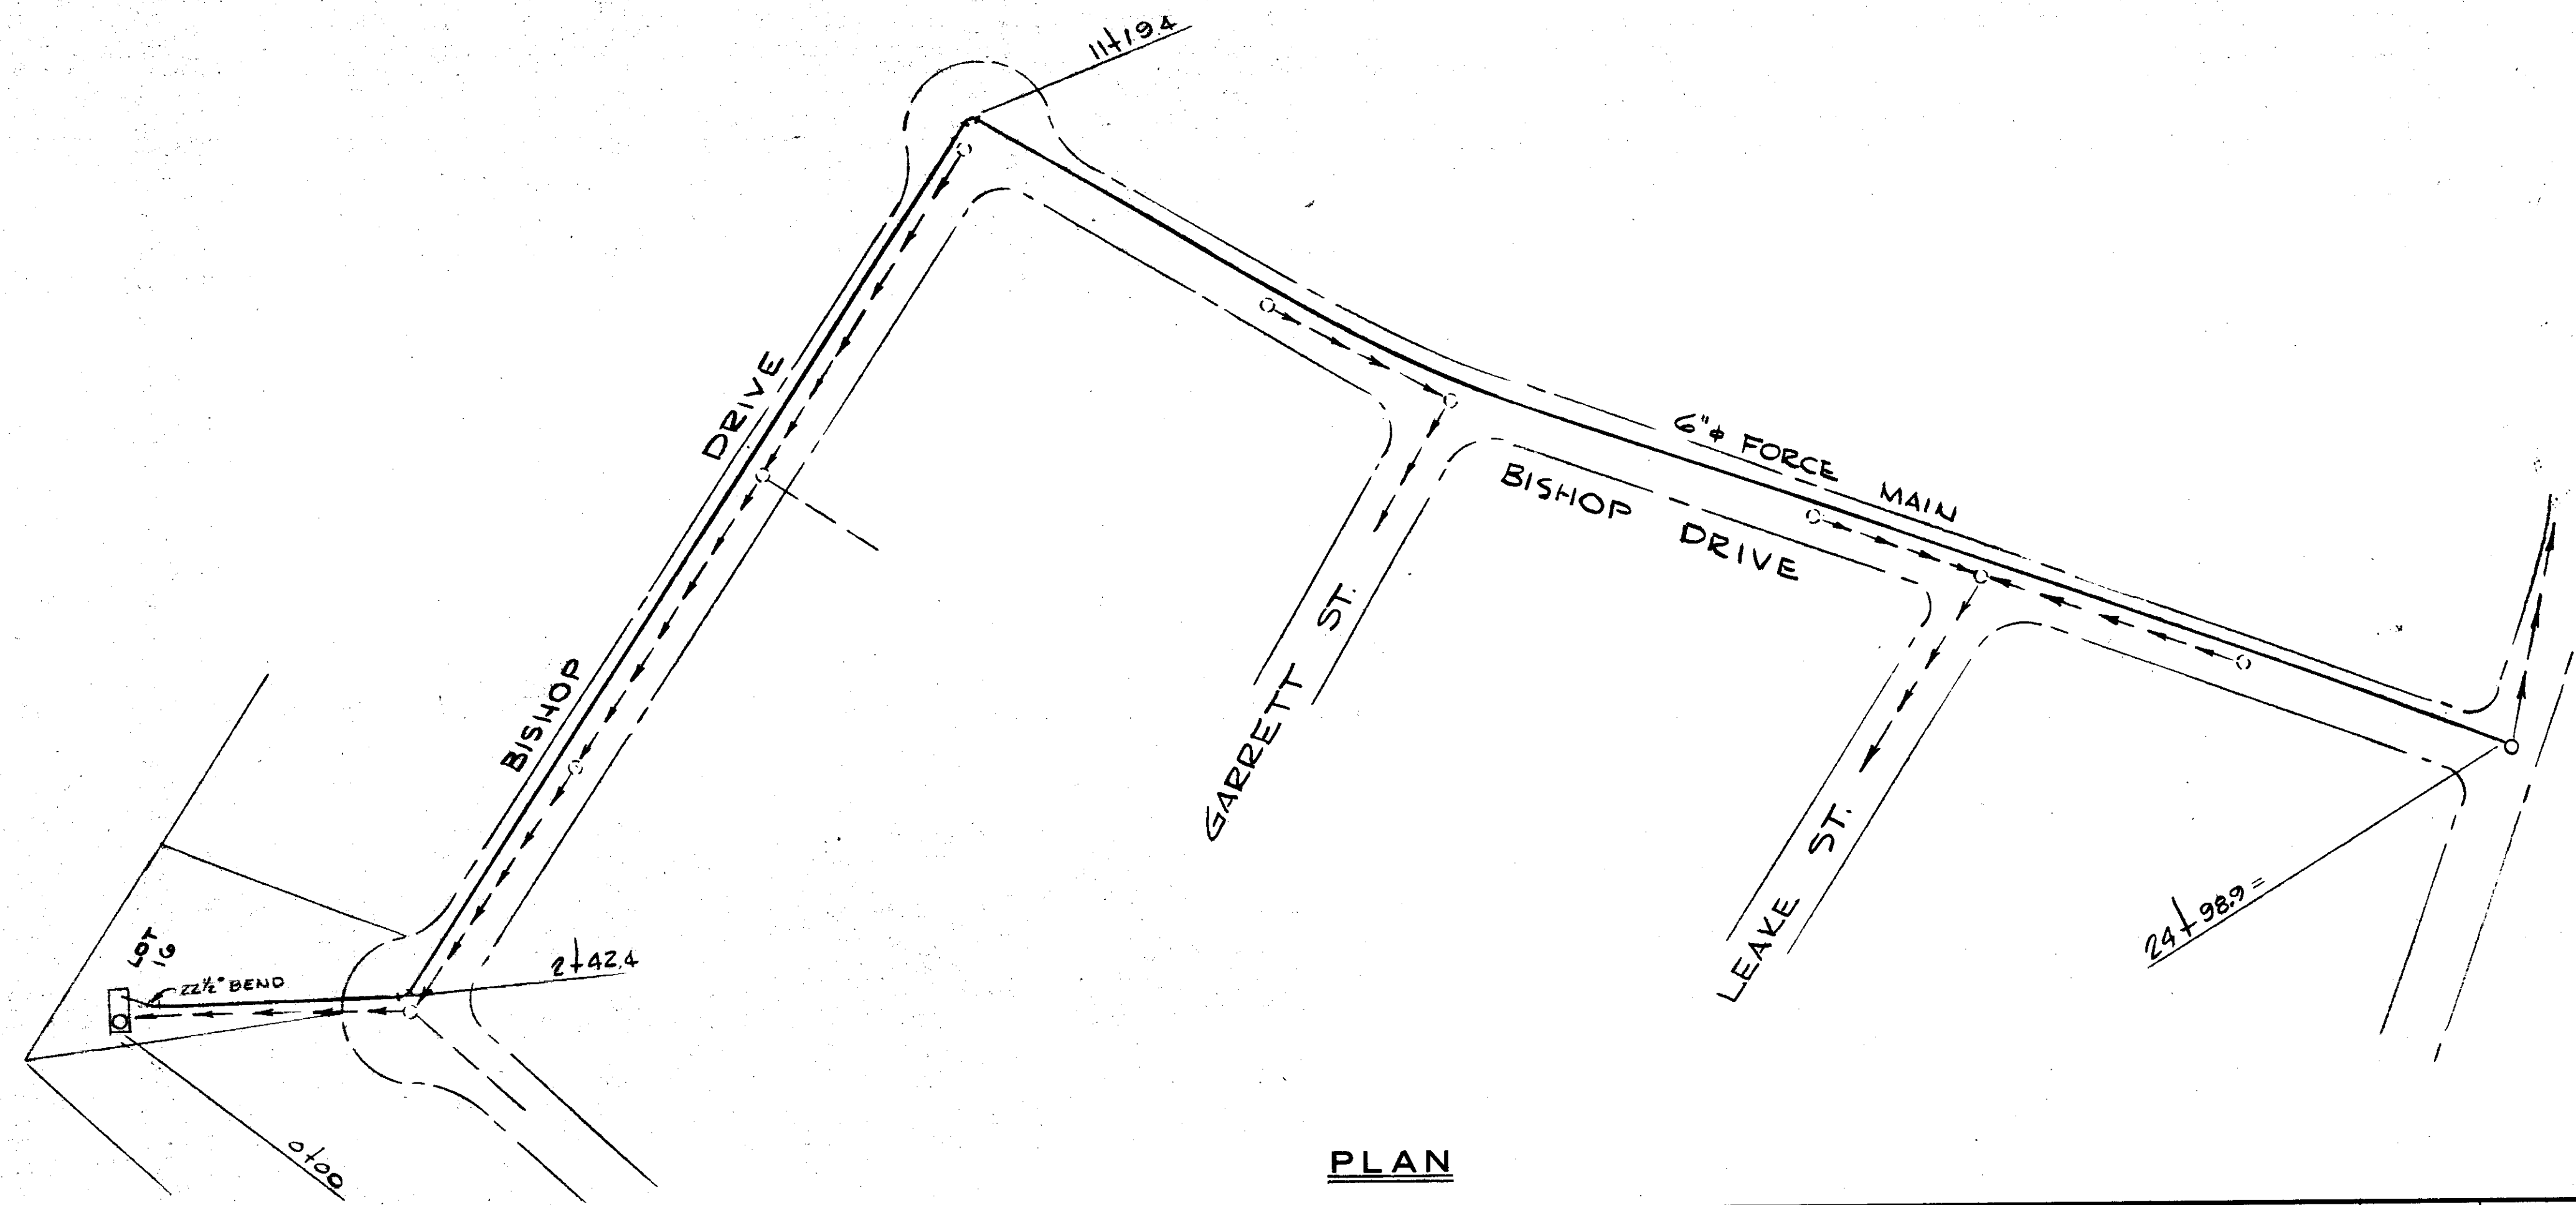 11+19.4
DRIVE
6"φ FORCE MAIN
BISHOP DRIVE
BISHOP
GARRETT ST.
LEAKE ST.
24+98.9 =
LOT
22½° BEND
2+42.4
0+00
PLAN